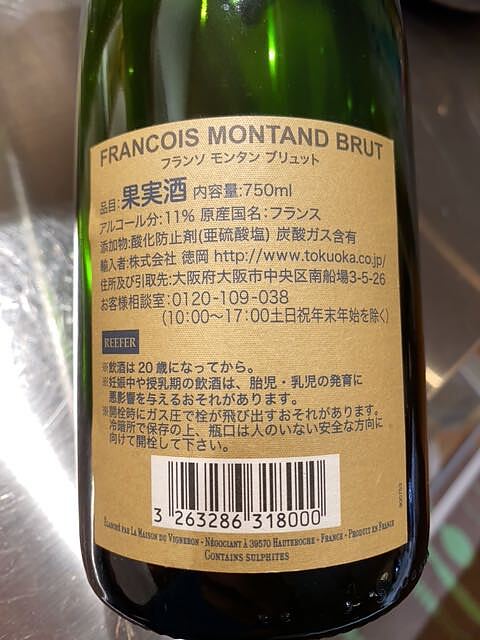 FRANCOIS MONTAND BRUT
フランソ モンタン ブリュット
品目:果実酒 内容量:750ml
アルコール分:11% 原産国名:フランス
添加物:酸化防止剤(亜硫酸塩) 炭酸ガス含有
輸入者:株式会社 徳岡 http://www.tokuoka.co.jp/
住所及び引取先:大阪府大阪市中央区南船場3-5-26
お客様相談室:0120-109-038
(10:00〜17:00土日祝年末年始を除く)
REEFER
※飲酒は20歳になってから。
※妊娠中や授乳期の飲酒は、胎児・乳児の発育に
悪影響を与えるおそれがあります。
※開栓時にガス圧で栓が飛び出すおそれがあります。
冷暗所で保存の上、瓶口は人のいない安全な方向に
向けて開栓して下さい。
3 263286 318000
ELABORÉ PAR LA MAISON DU VIGNERON - NÉGOCIANT À 39570 HAUTEROCHE - FRANCE - PRODUIT EN FRANCE
CONTAINS SULPHITES